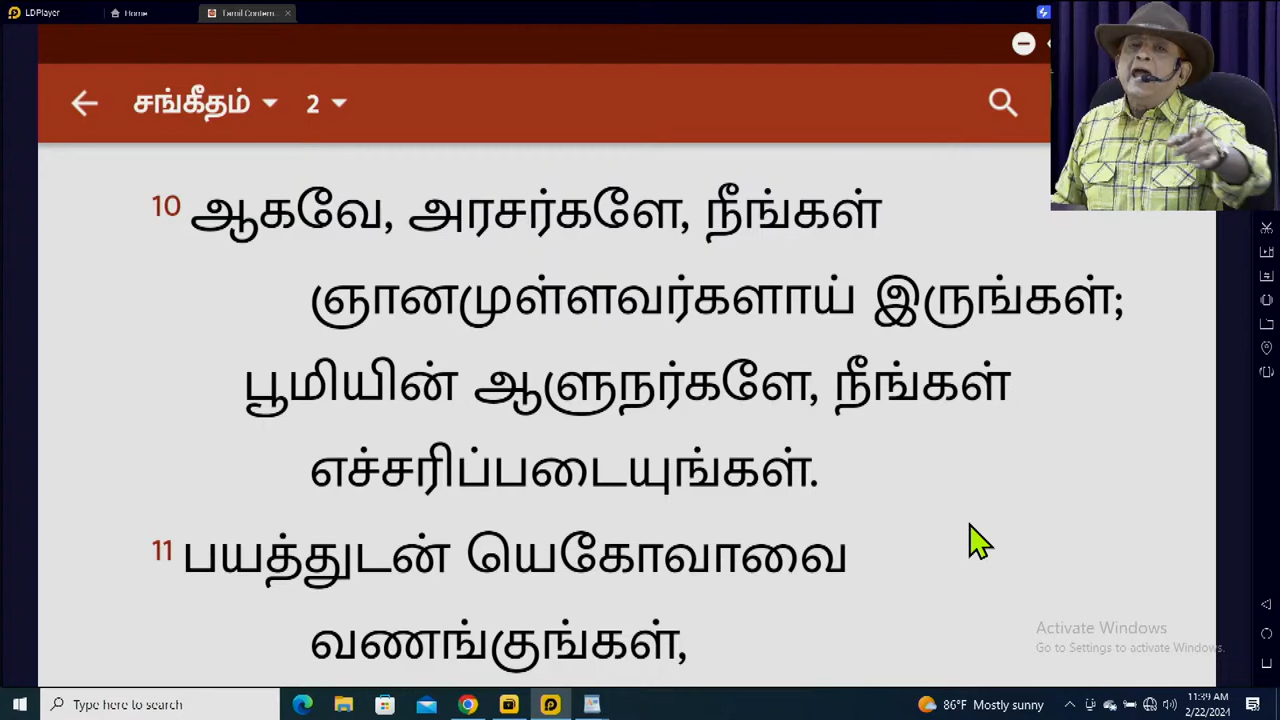 LDPlayer Home Tamil Contem
சங்கீதம் 2
10 ஆகவே, அரசர்களே, நீங்கள்
ஞானமுள்ளவர்களாய் இருங்கள்;
பூமியின் ஆளுநர்களே, நீங்கள்
எச்சரிப்படையுங்கள்.
11 பயத்துடன் யெகோவாவை
வணங்குங்கள்,
Activate Windows
Go to Settings to activate Windows.
Type here to search
86°F Mostly sunny
11:39 AM
2/22/2024